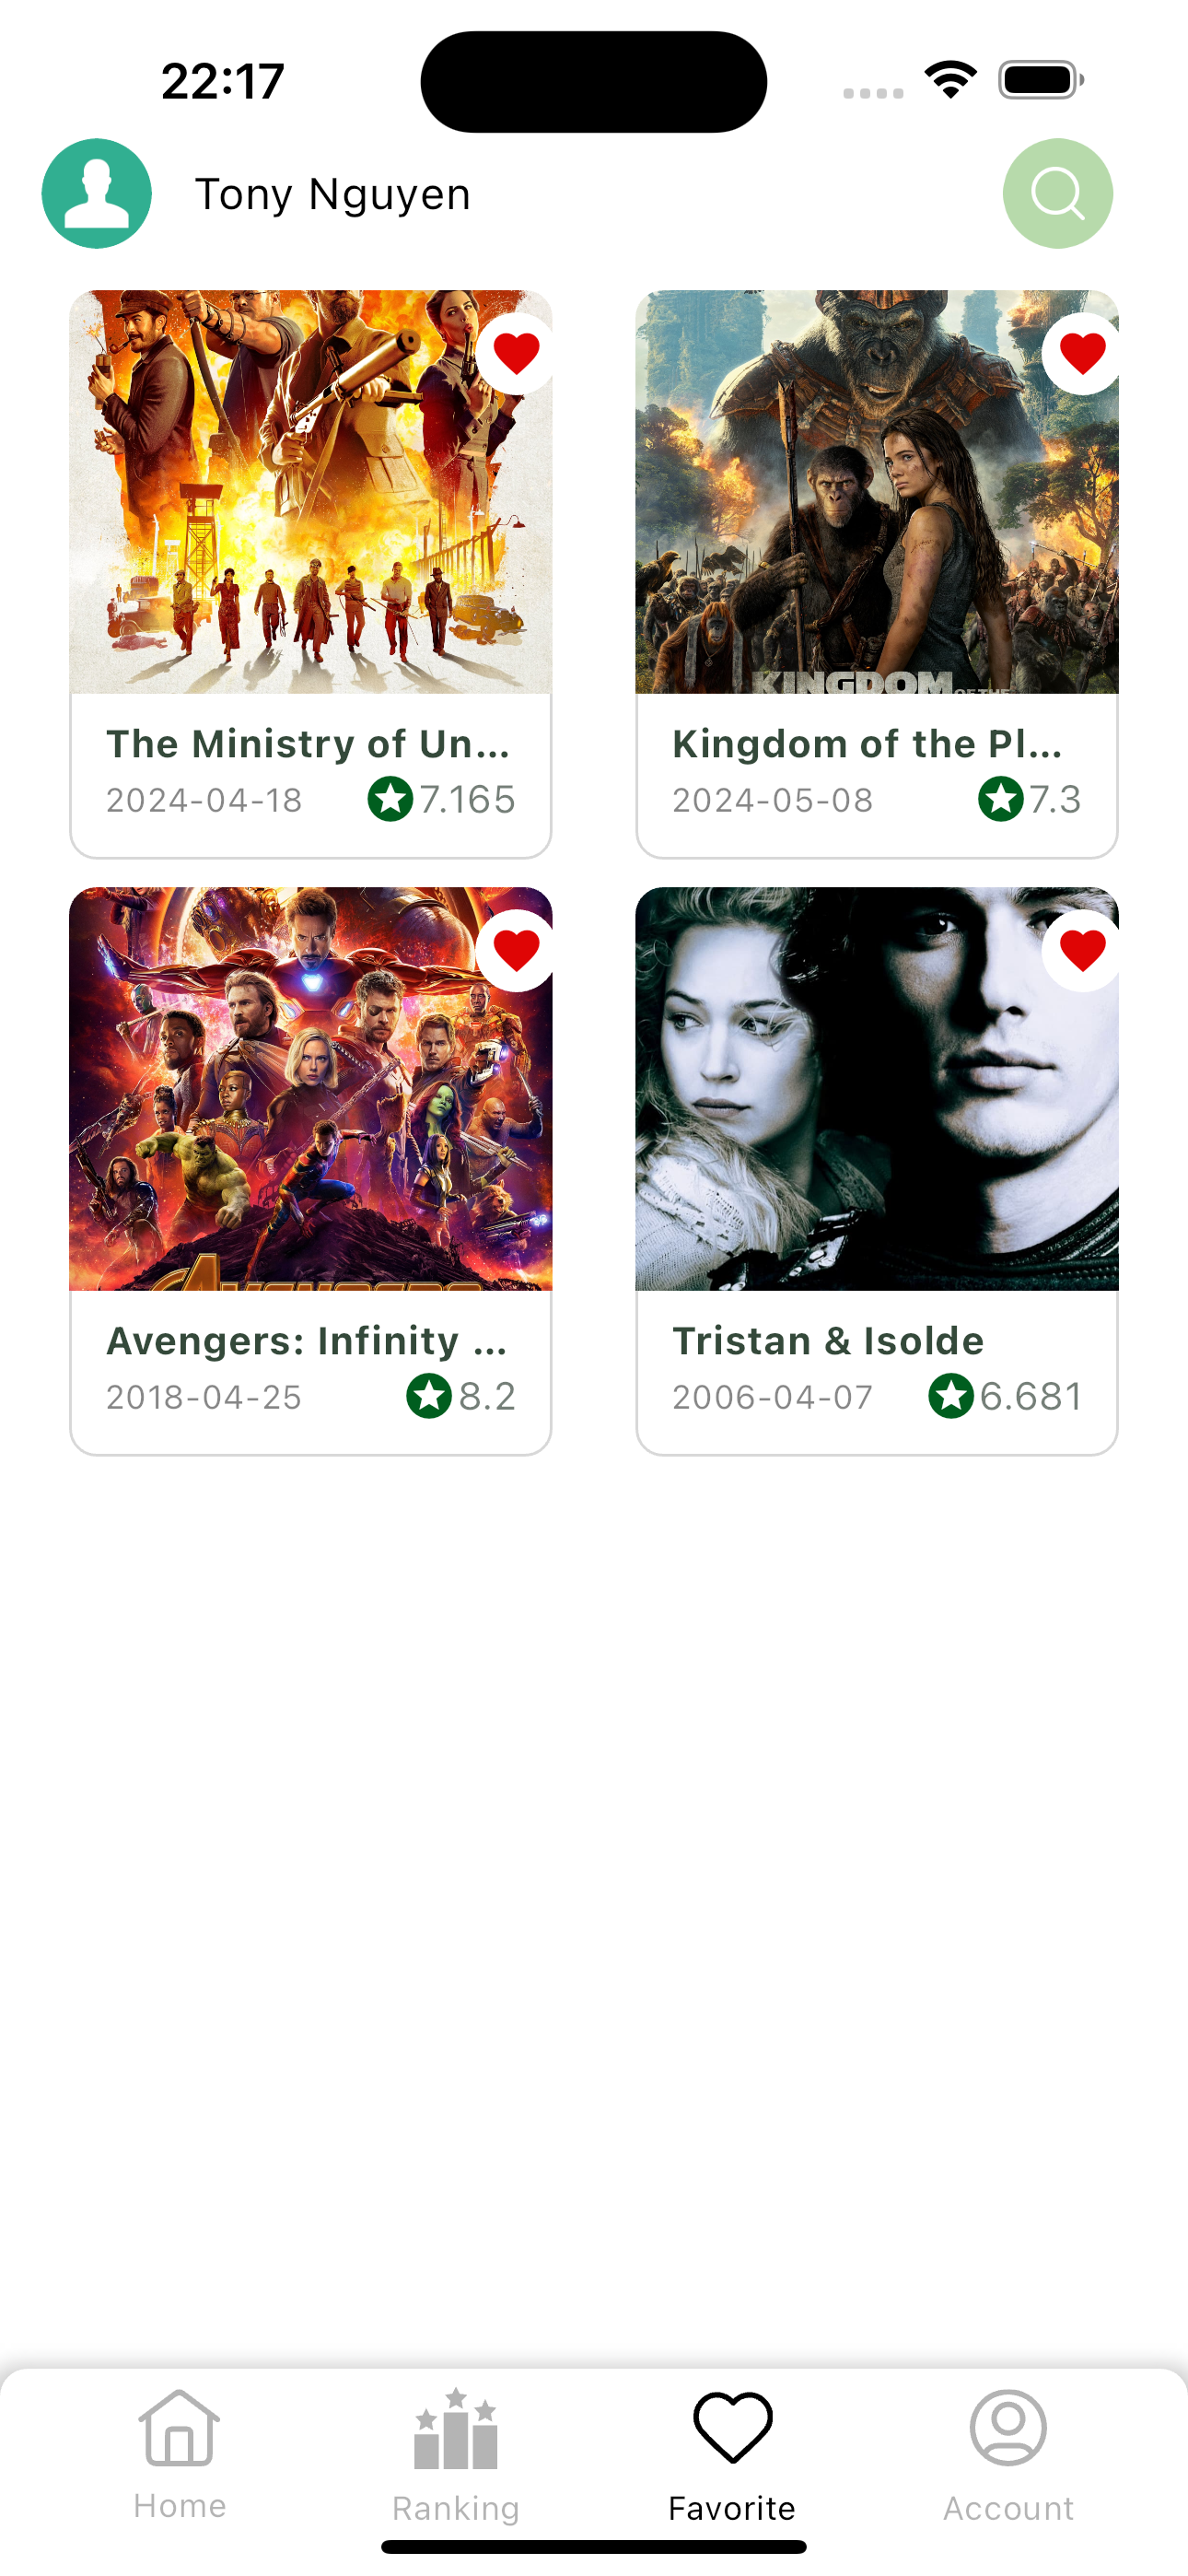 22:17
Tony Nguyen
KINGDOM OF THE
The Ministry of Un...
2024-04-18 7.165
Kingdom of the Pl...
2024-05-08 7.3
AVENGERS
Avengers: Infinity ...
2018-04-25 8.2
Tristan & Isolde
2006-04-07 6.681
Home
Ranking
Favorite
Account